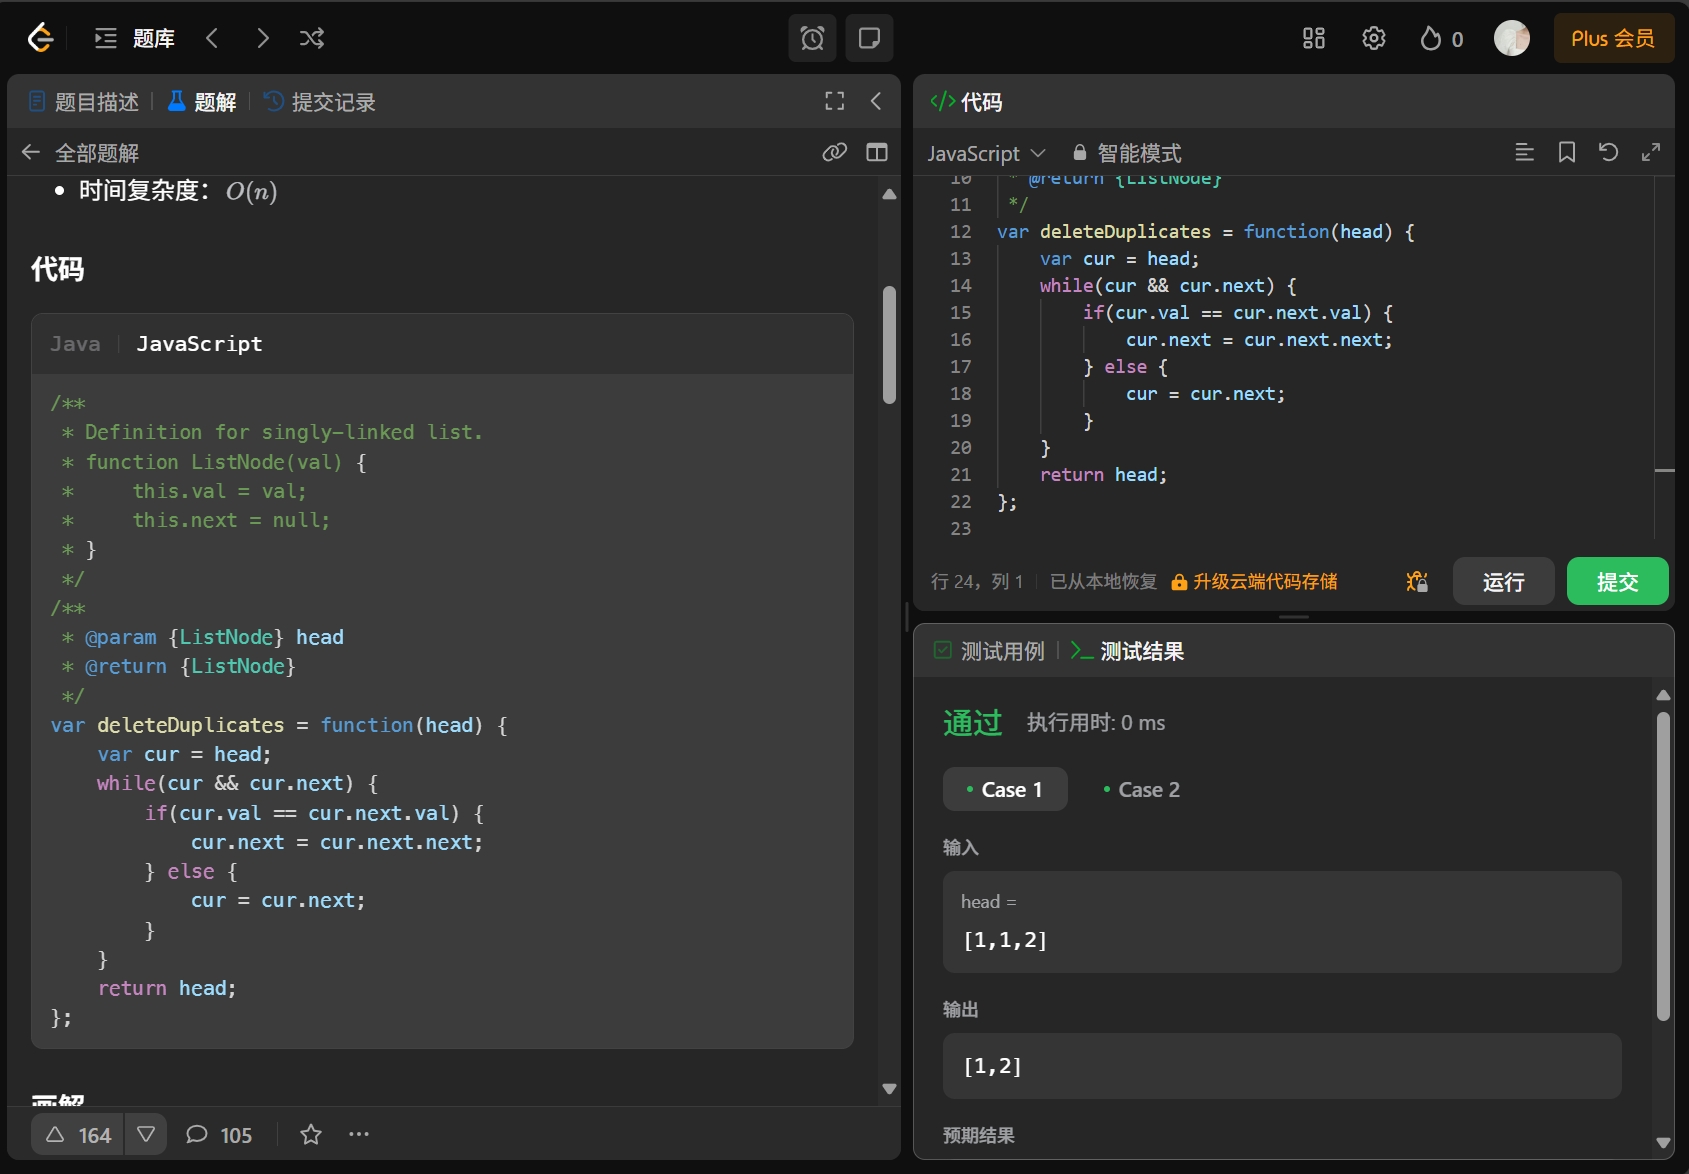 题库
0
Plus 会员
题目描述
题解
提交记录
全部题解
时间复杂度：O(n)
代码
Java
JavaScript
/**
 * Definition for singly-linked list.
 * function ListNode(val) {
 *     this.val = val;
 *     this.next = null;
 * }
 */
/**
 * @param {ListNode} head
 * @return {ListNode}
 */
var deleteDuplicates = function(head) {
    var cur = head;
    while(cur && cur.next) {
        if(cur.val == cur.next.val) {
            cur.next = cur.next.next;
        } else {
            cur = cur.next;
        }
    }
    return head;
};
画解
164
105
代码
JavaScript
智能模式
10  * @return {ListNode}
11  */
12 var deleteDuplicates = function(head) {
13     var cur = head;
14     while(cur && cur.next) {
15         if(cur.val == cur.next.val) {
16             cur.next = cur.next.next;
17         } else {
18             cur = cur.next;
19         }
20     }
21     return head;
22 };
23
行 24，列 1
已从本地恢复
升级云端代码存储
运行
提交
测试用例
测试结果
通过
执行用时: 0 ms
Case 1
Case 2
输入
head =
[1,1,2]
输出
[1,2]
预期结果